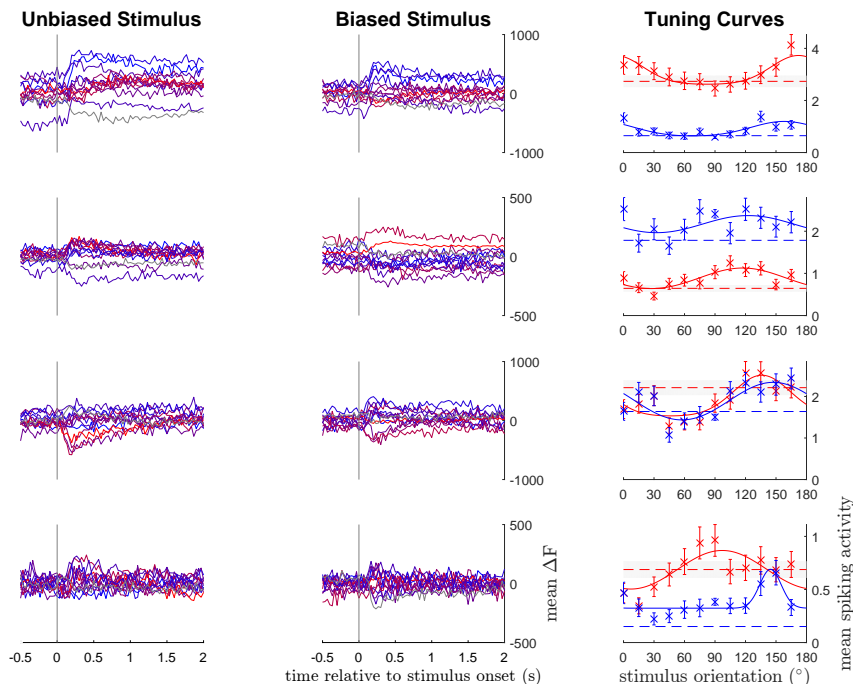 Unbiased Stimulus Biased Stimulus Tuning Curves
1000
0
-1000
4
2
0
0 30 60 90 120 150 180
500
0
-500
2
1
0
0 30 60 90 120 150 180
1000
0
-1000
2
1
0
0 30 60 90 120 150 180
500
0
-500
1
0.5
0
-0.5 0 0.5 1 1.5 2
-0.5 0 0.5 1 1.5 2
0 30 60 90 120 150 180
mean ΔF
mean spiking activity
time relative to stimulus onset (s)
stimulus orientation (°)